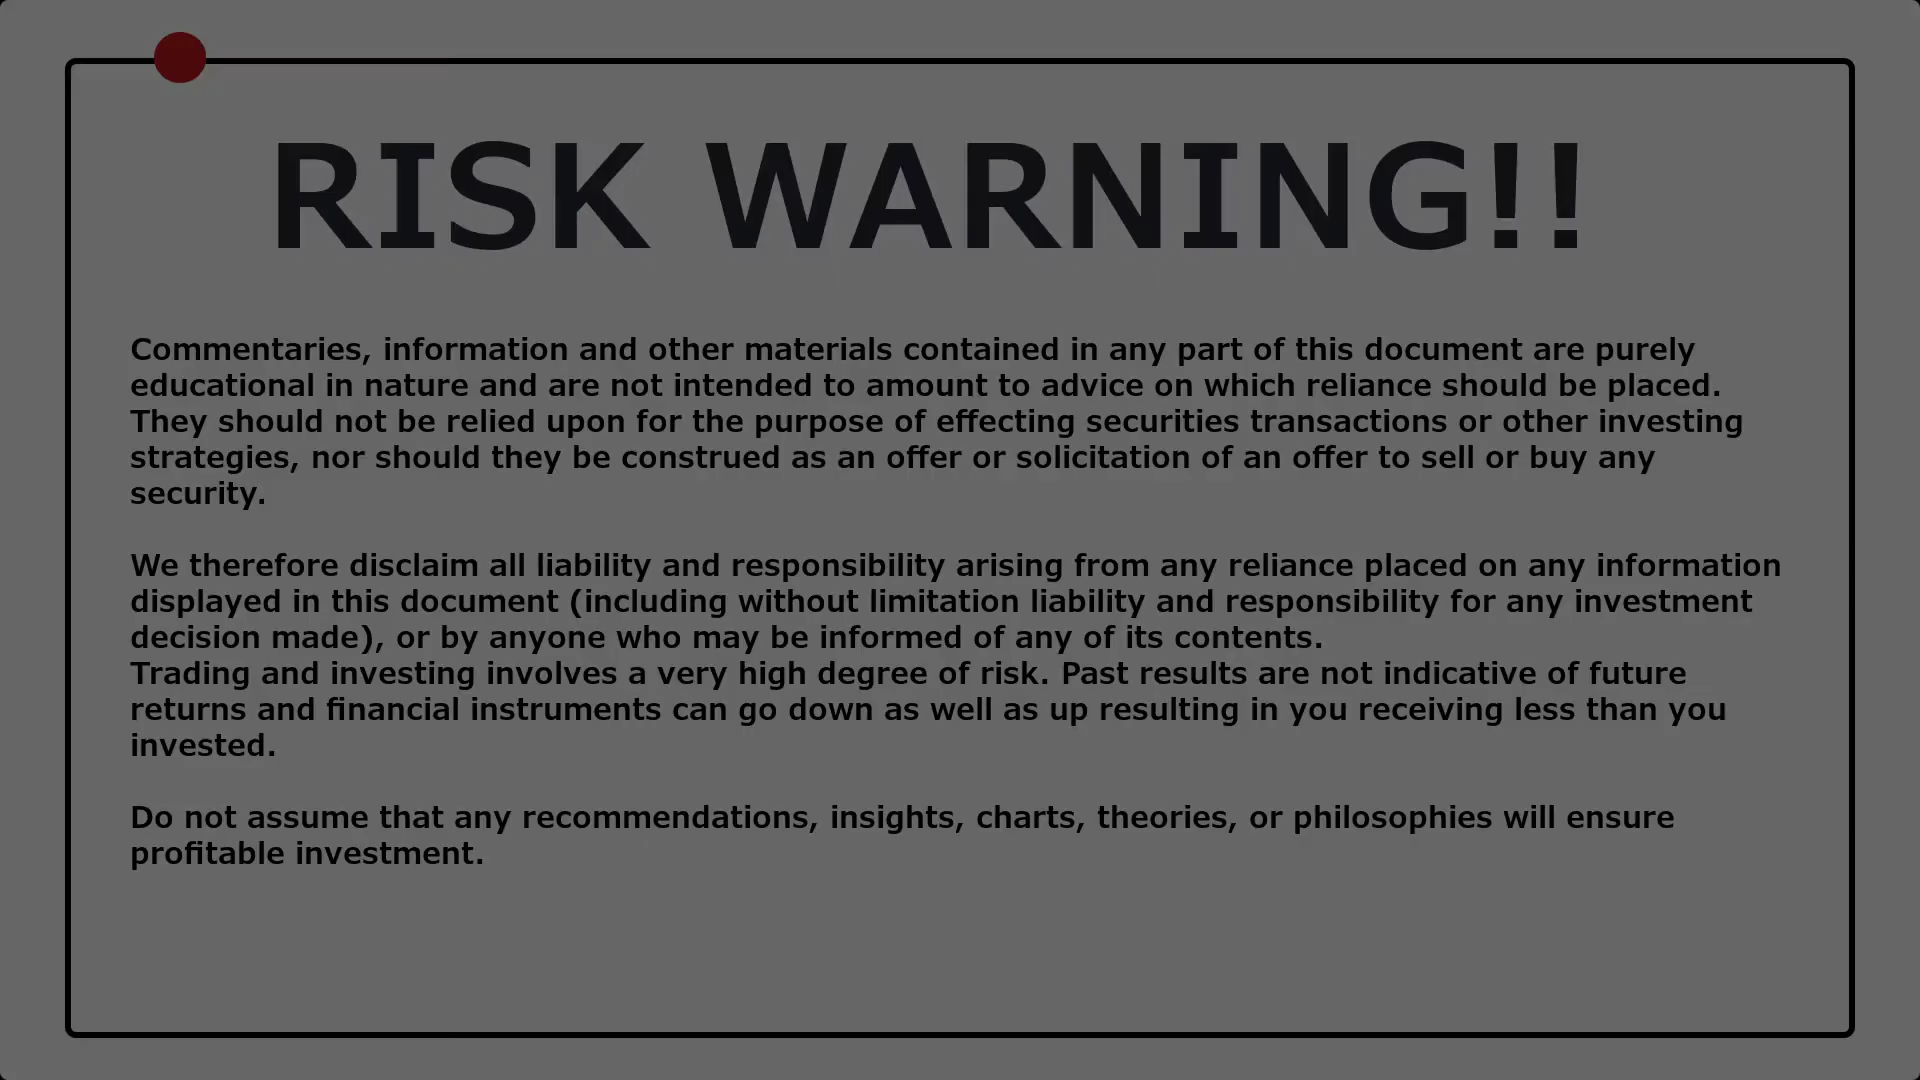 RISK WARNING!!
Commentaries, information and other materials contained in any part of this document are purely
educational in nature and are not intended to amount to advice on which reliance should be placed.
They should not be relied upon for the purpose of effecting securities transactions or other investing
strategies, nor should they be construed as an offer or solicitation of an offer to sell or buy any
security.
We therefore disclaim all liability and responsibility arising from any reliance placed on any information
displayed in this document (including without limitation liability and responsibility for any investment
decision made), or by anyone who may be informed of any of its contents.
Trading and investing involves a very high degree of risk. Past results are not indicative of future
returns and financial instruments can go down as well as up resulting in you receiving less than you
invested.
Do not assume that any recommendations, insights, charts, theories, or philosophies will ensure
profitable investment.